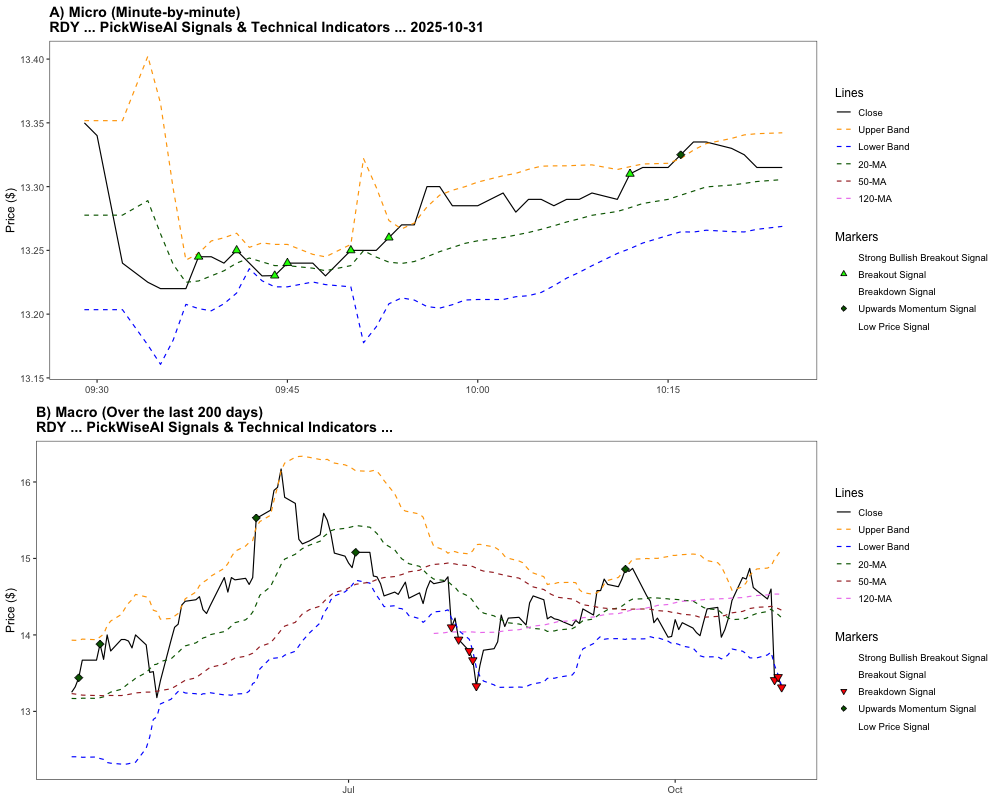 A) Micro (Minute-by-minute)
RDY ... PickWiseAI Signals & Technical Indicators ... 2025-10-31
Price ($)
13.40
13.35
13.30
13.25
13.20
13.15
09:30 09:45 10:00 10:15
Lines
Close
Upper Band
Lower Band
20-MA
50-MA
120-MA
Markers
Strong Bullish Breakout Signal
Breakout Signal
Breakdown Signal
Upwards Momentum Signal
Low Price Signal
B) Macro (Over the last 200 days)
RDY ... PickWiseAI Signals & Technical Indicators ...
Price ($)
16
15
14
13
Jul Oct
Lines
Close
Upper Band
Lower Band
20-MA
50-MA
120-MA
Markers
Strong Bullish Breakout Signal
Breakout Signal
Breakdown Signal
Upwards Momentum Signal
Low Price Signal